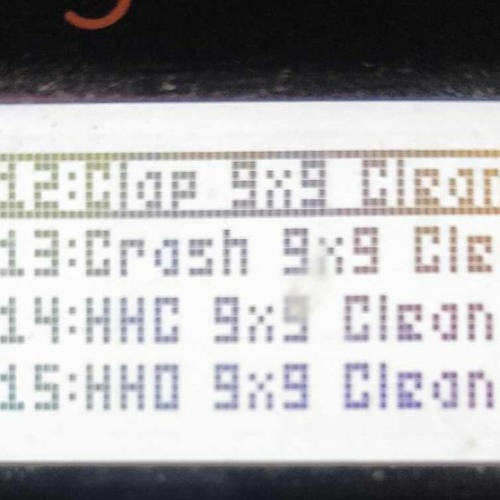 12:Clap 9x9 Clean
13:Crash 9x9 Cle
14:HHC 9x9 Clean
15:HHO 9x9 Clean